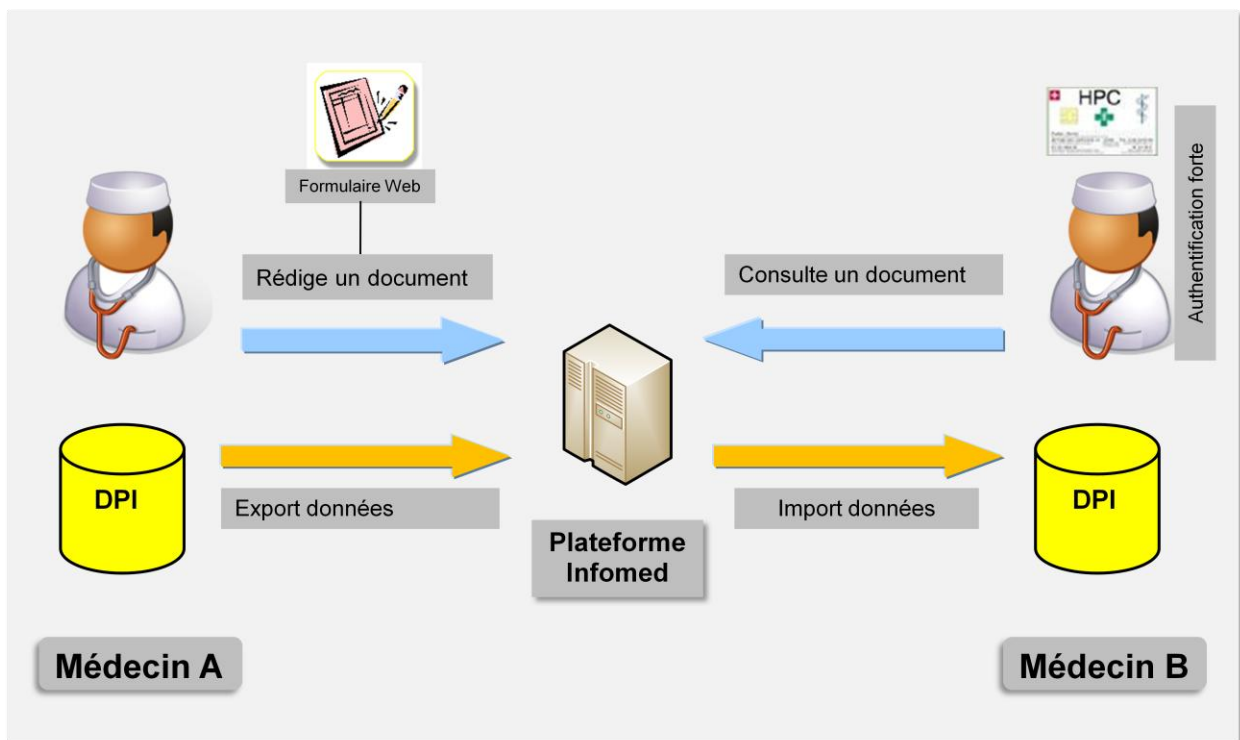 HPC
Authentification forte
Formulaire Web
Rédige un document
Consulte un document
DPI
DPI
Export données
Import données
Plateforme
Infomed
Médecin A
Médecin B